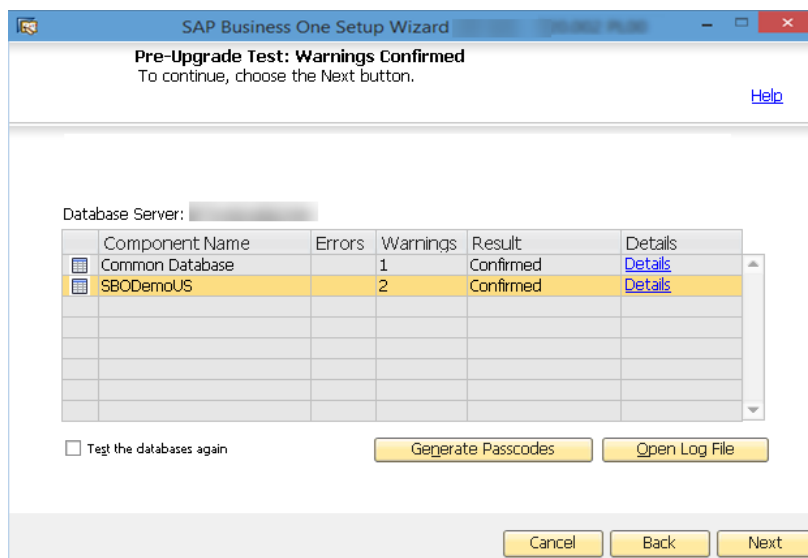 SAP Business One Setup Wizard
Pre-Upgrade Test: Warnings Confirmed
To continue, choose the Next button.
Help
Database Server:
Component Name Errors Warnings Result Details
Common Database 1 Confirmed Details
SBODemoUS 2 Confirmed Details
Test the databases again
Generate Passcodes
Open Log File
Cancel Back Next